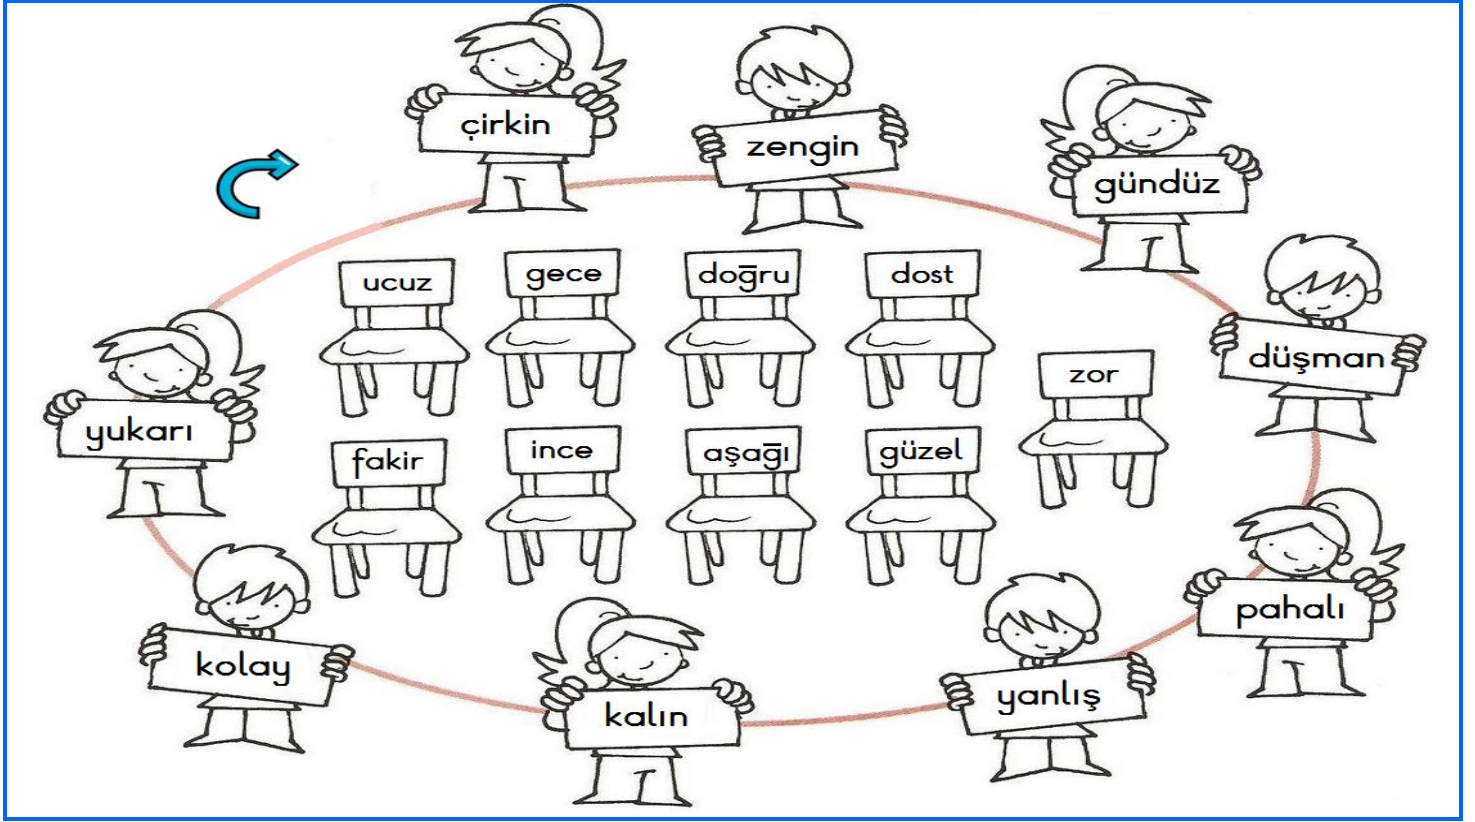 çirkin
zengin
gündüz
düşman
pahalı
yanlış
kalın
kolay
yukarı
ucuz
gece
doğru
dost
zor
fakir
ince
aşağı
güzel